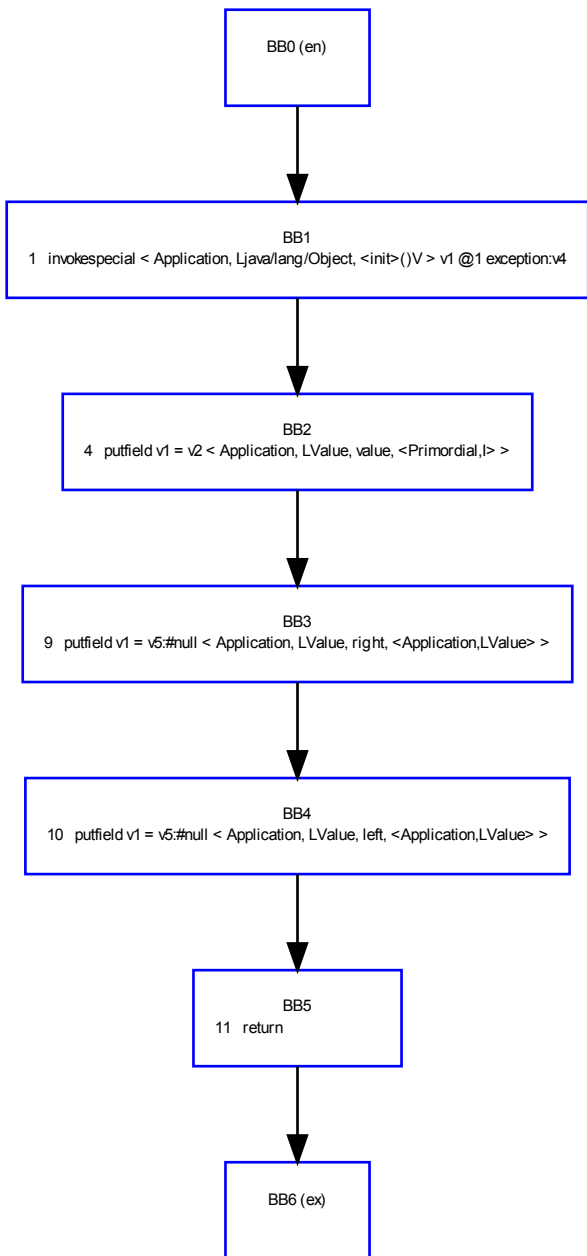 BB0 (en)
BB1
1 invokespecial < Application, Ljava/lang/Object, <init>()V > v1 @1 exception:v4
BB2
4 putfield v1 = v2 < Application, LValue, value, <Primordial,I> >
BB3
9 putfield v1 = v5:#null < Application, LValue, right, <Application,LValue> >
BB4
10 putfield v1 = v5:#null < Application, LValue, left, <Application,LValue> >
BB5
11 return
BB6 (ex)